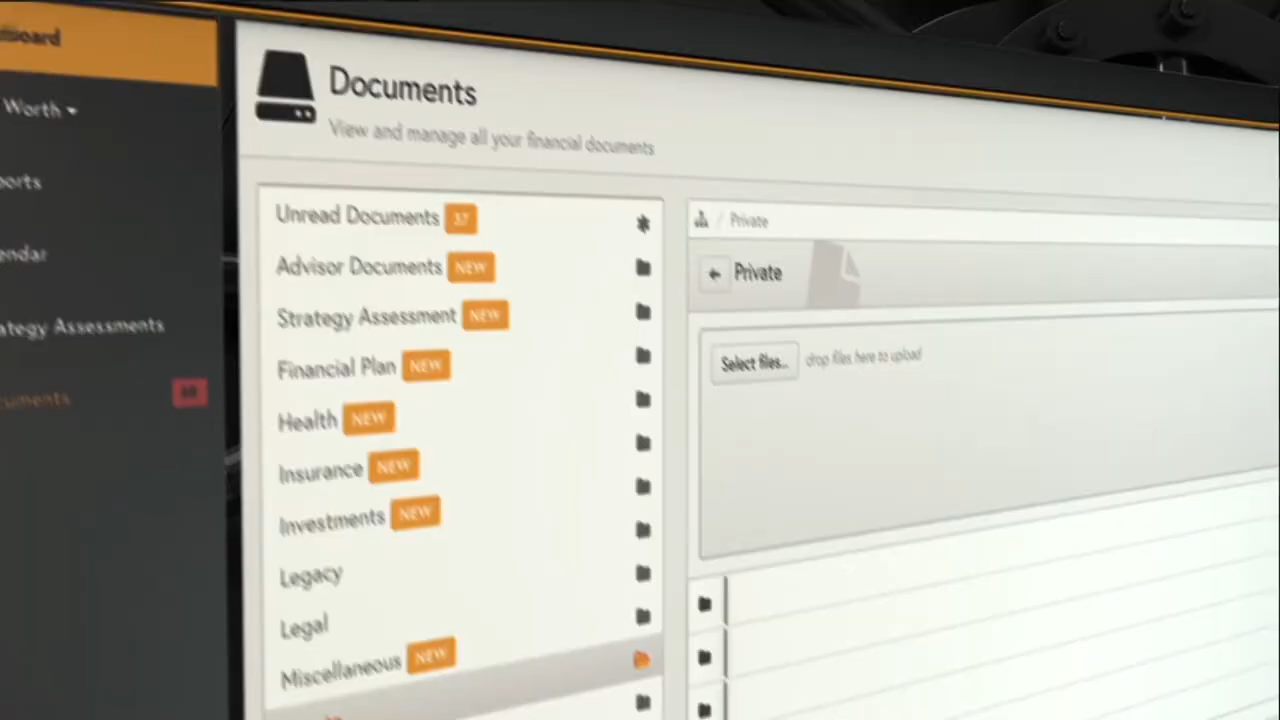 Worth
Assessments
Documents
View and manage all your financial documents
Unread Documents 37
Advisor Documents NEW
Strategy Assessment NEW
Financial Plan NEW
Health NEW
Insurance NEW
Investments NEW
Legacy
Legal
Miscellaneous NEW
/ Private
Private
Select files... drop files here to upload